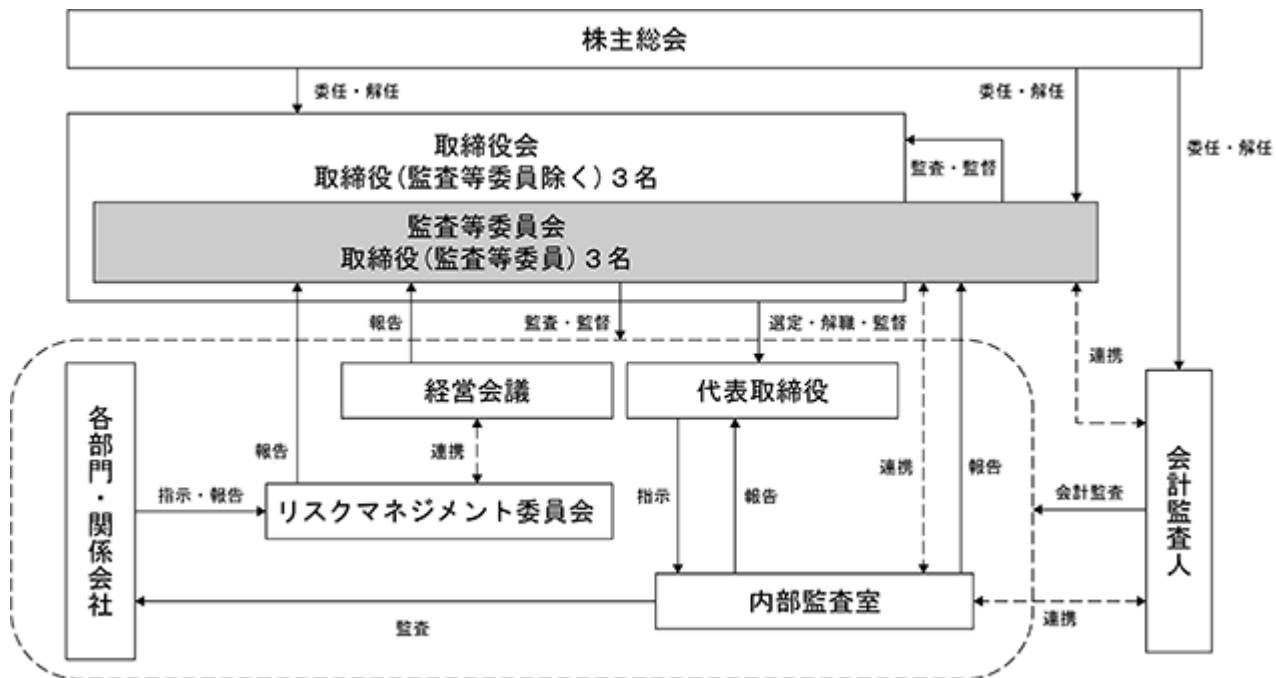 株主総会
委任・解任
委任・解任
委任・解任
取締役会
取締役(監査等委員除く)3名
監査・監督
監査等委員会
取締役(監査等委員)3名
報告
監査・監督
選定・解職・監督
連携
経営会議
代表取締役
各部門・関係会社
報告
連携
指示
報告
連携
報告
会計監査
会計監査人
指示・報告
リスクマネジメント委員会
内部監査室
監査
連携